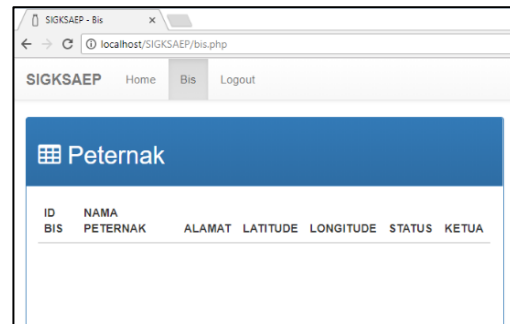 SIGKSAEP - Bis
localhost/SIGKSAEP/bis.php
SIGKSAEP Home Bis Logout
Peternak
ID BIS NAMA PETERNAK ALAMAT LATITUDE LONGITUDE STATUS KETUA